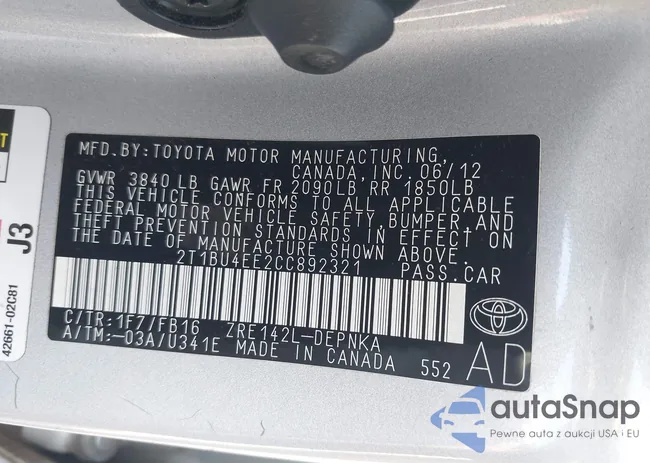 MFD.BY:TOYOTA MOTOR MANUFACTURING,
CANADA, INC. 06/12
GVWR 3840LB GAWR FR 2090LB RR 1850LB
THIS VEHICLE CONFORMS TO ALL APPLICABLE
FEDERAL MOTOR VEHICLE SAFETY, BUMPER, AND
THEFT PREVENTION STANDARDS IN EFFECT ON
THE DATE OF MANUFACTURE SHOWN ABOVE.
2T1BU4EE2CC892321 PASS.CAR
C/TR:1F7/FB16 ZRE142L-DEPNKA
A/TM:-03A/U341E MADE IN CANADA 552
AD
J3
42661-02C81
autoSnap
Pewne auta z aukcji USA i EU